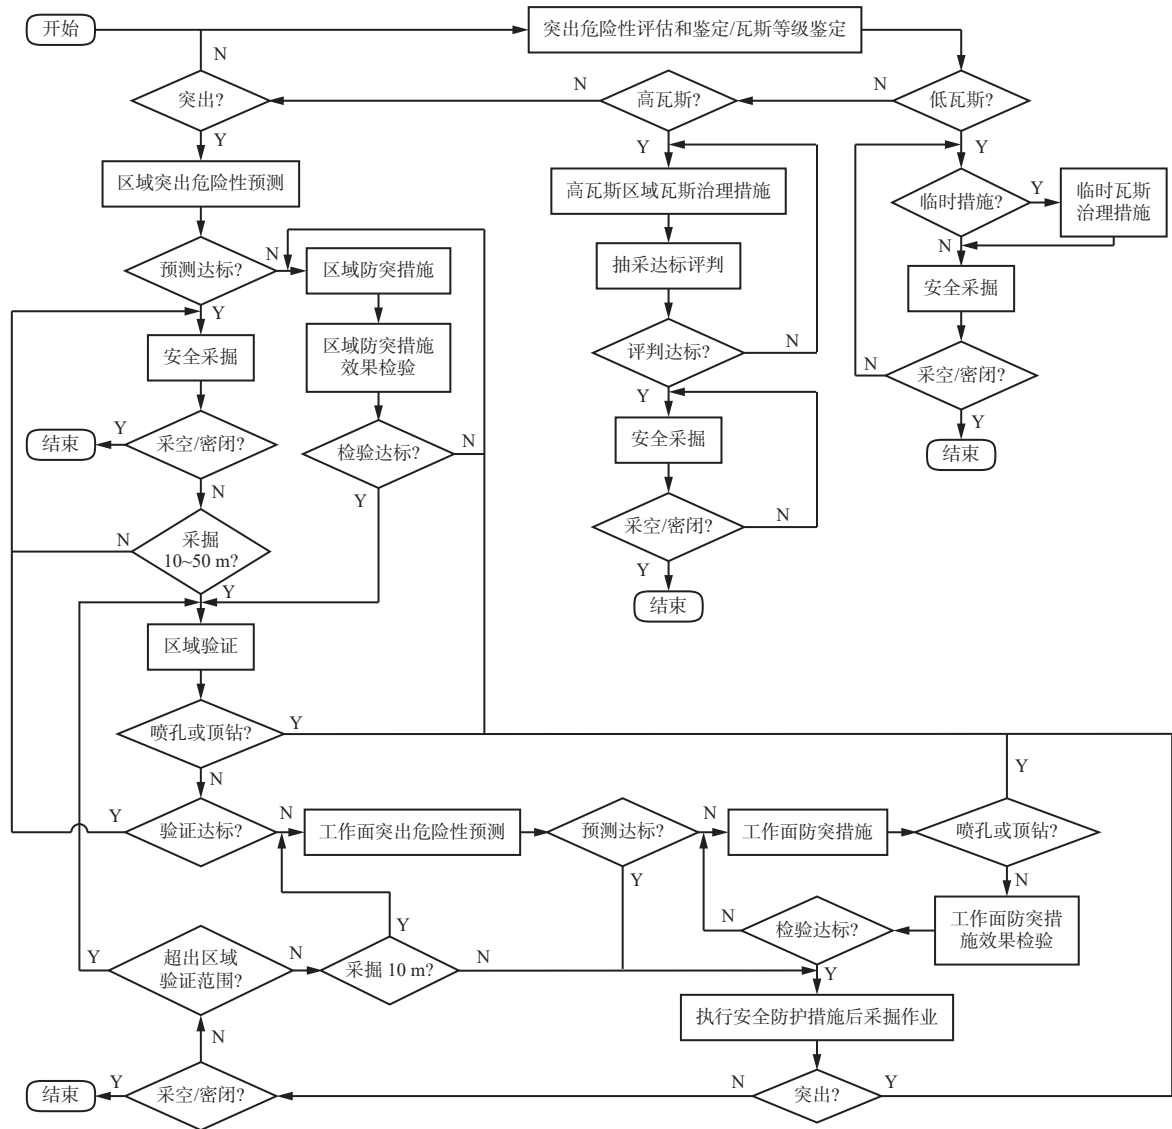 开始
突出危险性评估和鉴定/瓦斯等级鉴定
N
突出?
N
高瓦斯?
N
低瓦斯?
Y
Y
Y
区域突出危险性预测
高瓦斯区域瓦斯治理措施
临时措施?
Y
临时瓦斯
治理措施
N
预测达标?
N
区域防突措施
抽采达标评判
安全采掘
Y
安全采掘
区域防突措施
效果检验
评判达标?
N
N
采空/密闭?
Y
Y
结束
Y
采空/密闭?
检验达标?
N
安全采掘
结束
N
Y
采掘
10~50 m?
N
采空/密闭?
N
Y
Y
结束
区域验证
喷孔或顶钻?
Y
N
Y
Y
验证达标?
N
工作面突出危险性预测
预测达标?
N
工作面防突措施
喷孔或顶钻?
Y
N
Y
N
检验达标?
工作面防突措
施效果检验
Y
超出区域
验证范围?
N
采掘 10 m?
N
Y
执行安全防护措施后采掘作业
N
结束
Y
采空/密闭?
N
突出?
Y